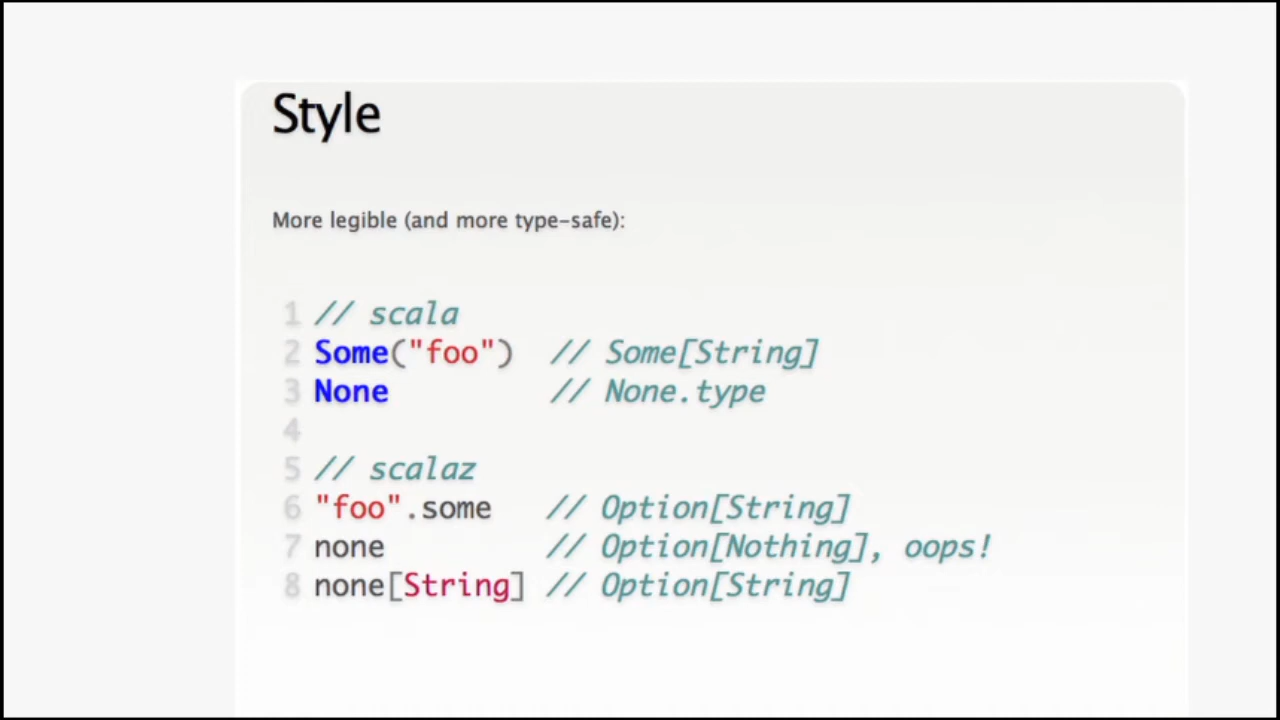 Style
More legible (and more type-safe):
1 // scala
2 Some("foo")  // Some[String]
3 None         // None.type
4
5 // scalaz
6 "foo".some   // Option[String]
7 none         // Option[Nothing], oops!
8 none[String] // Option[String]